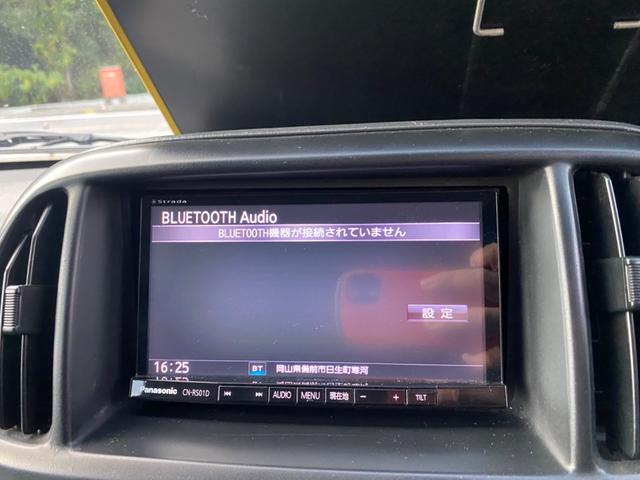 Strada
BLUETOOTH Audio
BLUETOOTH機器が接続されていません
設定
16:25 BT 岡山県備前市日生町寒河
Panasonic CN-RS01D AUDIO MENU 現在地 − + TILT